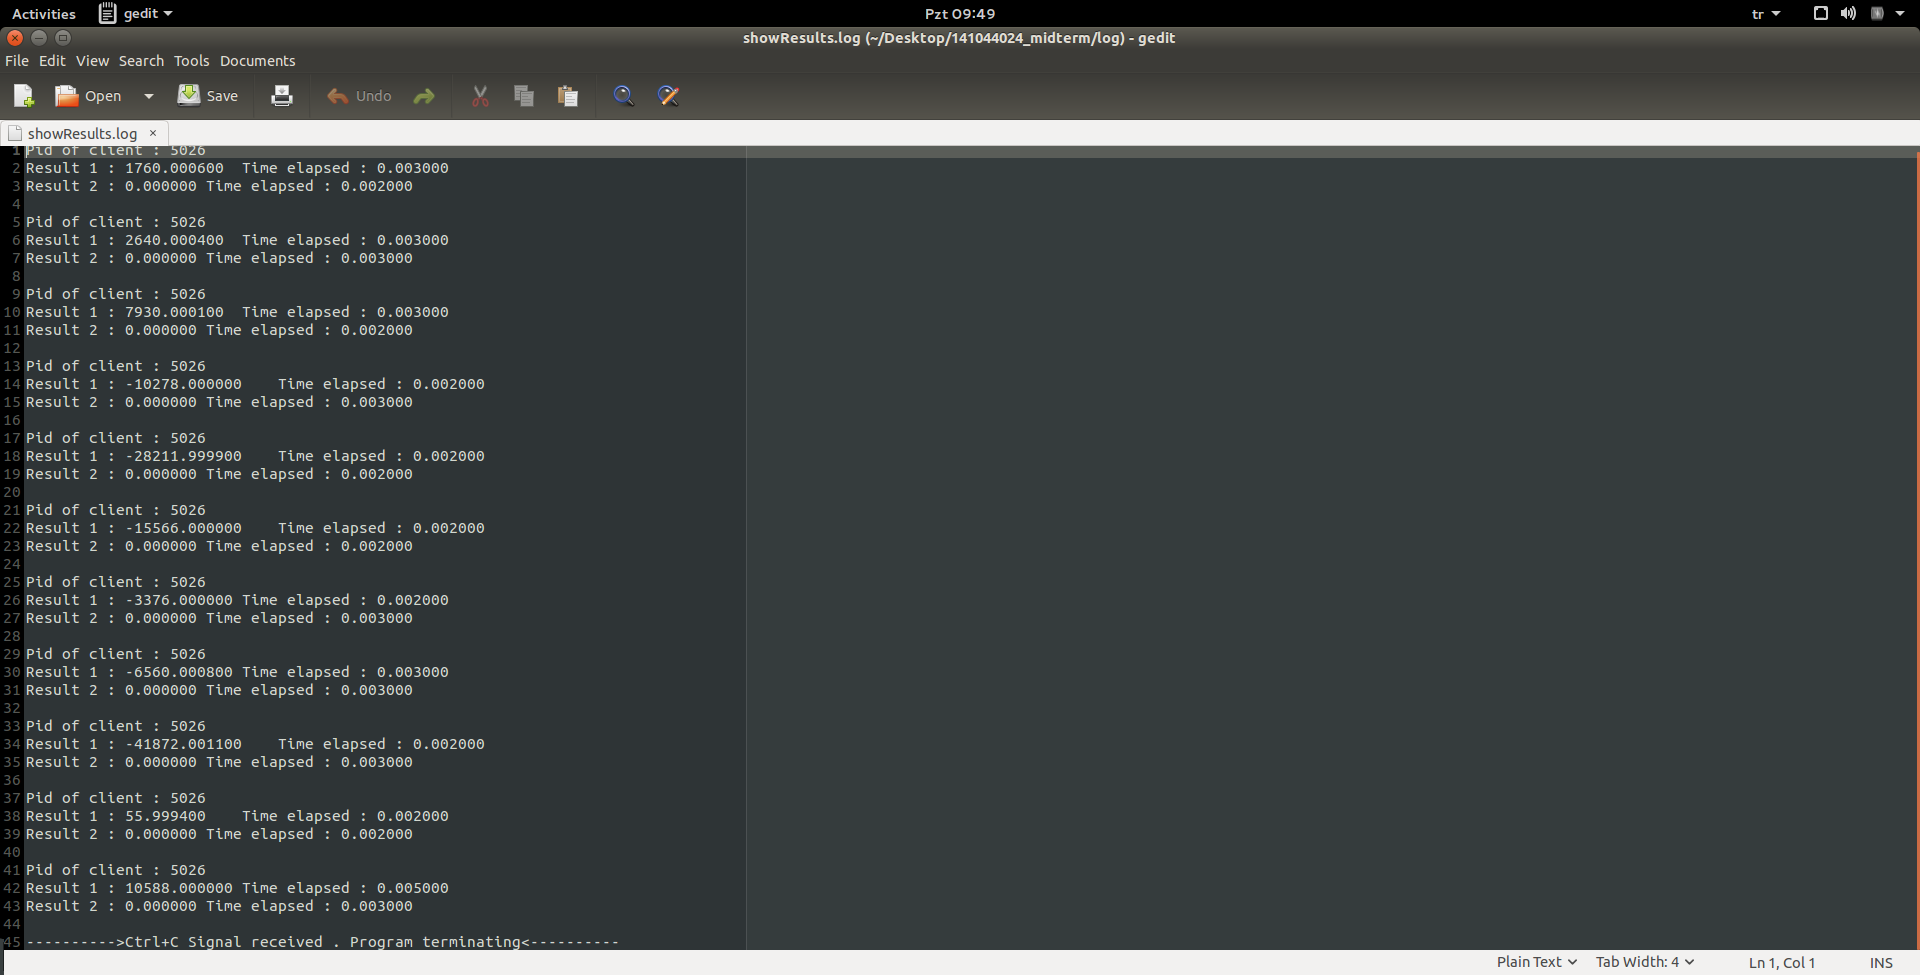 Activities gedit Pzt 09:49 tr
showResults.log (~/Desktop/141044024_midterm/log) - gedit
File Edit View Search Tools Documents
Open Save Undo
showResults.log ×
1 Pid of client : 5026
2 Result 1 : 1760.000600 Time elapsed : 0.003000
3 Result 2 : 0.000000 Time elapsed : 0.002000
4
5 Pid of client : 5026
6 Result 1 : 2640.000400 Time elapsed : 0.003000
7 Result 2 : 0.000000 Time elapsed : 0.003000
8
9 Pid of client : 5026
10 Result 1 : 7930.000100 Time elapsed : 0.003000
11 Result 2 : 0.000000 Time elapsed : 0.002000
12
13 Pid of client : 5026
14 Result 1 : -10278.000000 Time elapsed : 0.002000
15 Result 2 : 0.000000 Time elapsed : 0.003000
16
17 Pid of client : 5026
18 Result 1 : -28211.999900 Time elapsed : 0.002000
19 Result 2 : 0.000000 Time elapsed : 0.002000
20
21 Pid of client : 5026
22 Result 1 : -15566.000000 Time elapsed : 0.002000
23 Result 2 : 0.000000 Time elapsed : 0.002000
24
25 Pid of client : 5026
26 Result 1 : -3376.000000 Time elapsed : 0.002000
27 Result 2 : 0.000000 Time elapsed : 0.003000
28
29 Pid of client : 5026
30 Result 1 : -6560.000800 Time elapsed : 0.003000
31 Result 2 : 0.000000 Time elapsed : 0.003000
32
33 Pid of client : 5026
34 Result 1 : -41872.001100 Time elapsed : 0.002000
35 Result 2 : 0.000000 Time elapsed : 0.003000
36
37 Pid of client : 5026
38 Result 1 : 55.999400 Time elapsed : 0.002000
39 Result 2 : 0.000000 Time elapsed : 0.002000
40
41 Pid of client : 5026
42 Result 1 : 10588.000000 Time elapsed : 0.005000
43 Result 2 : 0.000000 Time elapsed : 0.003000
44
45 ---------->Ctrl+C Signal received . Program terminating<----------
Plain Text Tab Width: 4 Ln 1, Col 1 INS